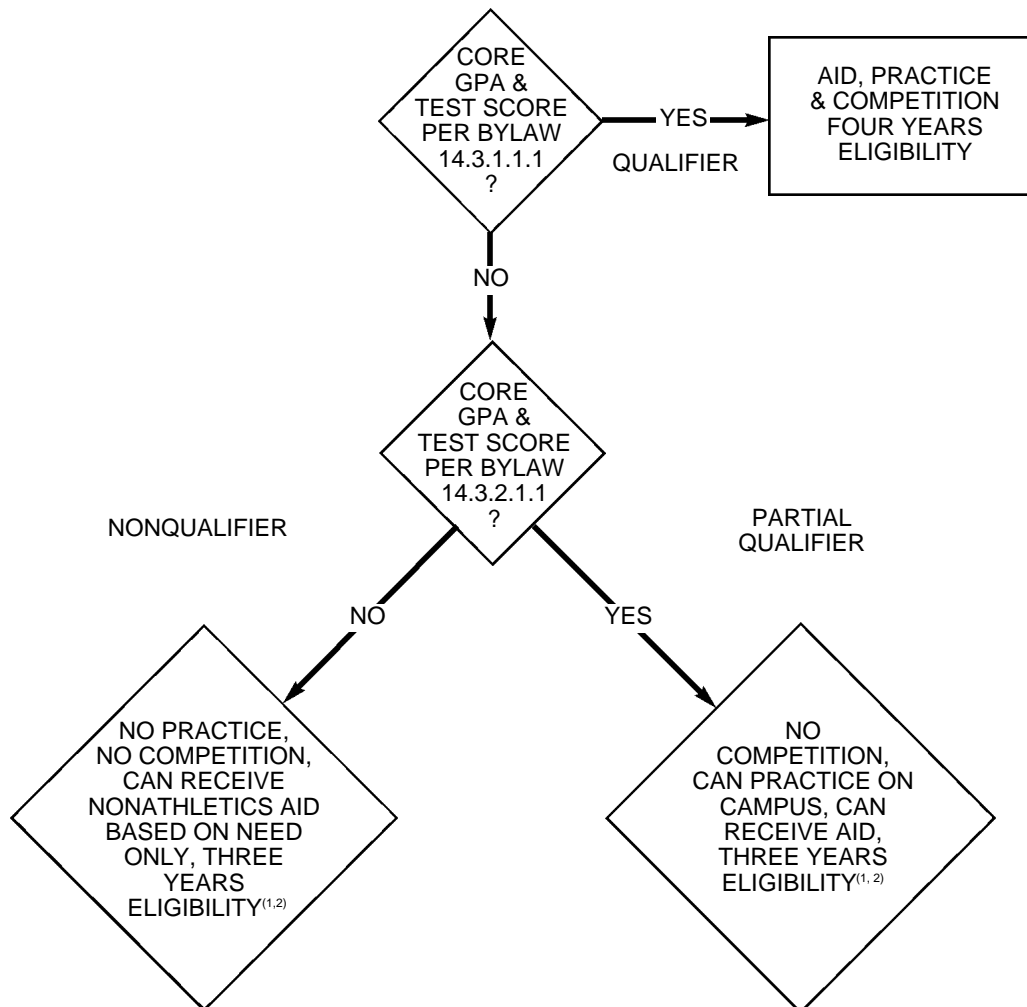 CORE
GPA &
TEST SCORE
PER BYLAW
14.3.1.1.1
?
YES
QUALIFIER
AID, PRACTICE
& COMPETITION
FOUR YEARS
ELIGIBILITY
NO
CORE
GPA &
TEST SCORE
PER BYLAW
14.3.2.1.1
?
NONQUALIFIER
PARTIAL
QUALIFIER
NO
YES
NO PRACTICE,
NO COMPETITION,
CAN RECEIVE
NONATHLETICS AID
BASED ON NEED
ONLY, THREE
YEARS
ELIGIBILITY(1,2)
NO
COMPETITION,
CAN PRACTICE ON
CAMPUS, CAN
RECEIVE AID,
THREE YEARS
ELIGIBILITY(1, 2)